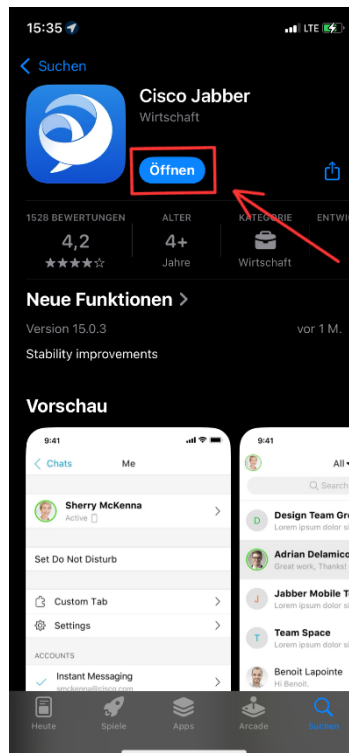 15:35
LTE
Suchen
Cisco Jabber
Wirtschaft
Öffnen
1528 BEWERTUNGEN
ALTER
KATEGORIE
4,2
4+
Jahre
Wirtschaft
Neue Funktionen
Version 15.0.3
vor 1 M.
Stability improvements
Vorschau
9:41
Chats
Me
Sherry McKenna
Active
Set Do Not Disturb
Custom Tab
Settings
ACCOUNTS
Instant Messaging
smckenna@cisco.com
9:41
All
Search
D
Design Team
Lorem ipsum dolor
Adrian Delamico
Great work, Thanks!
J
Jabber Mobile
Lorem ipsum dolor
T
Team Space
Lorem ipsum dolor
Benoit Lapointe
Hi Benoit,
Heute
Spiele
Apps
Arcade
Suchen